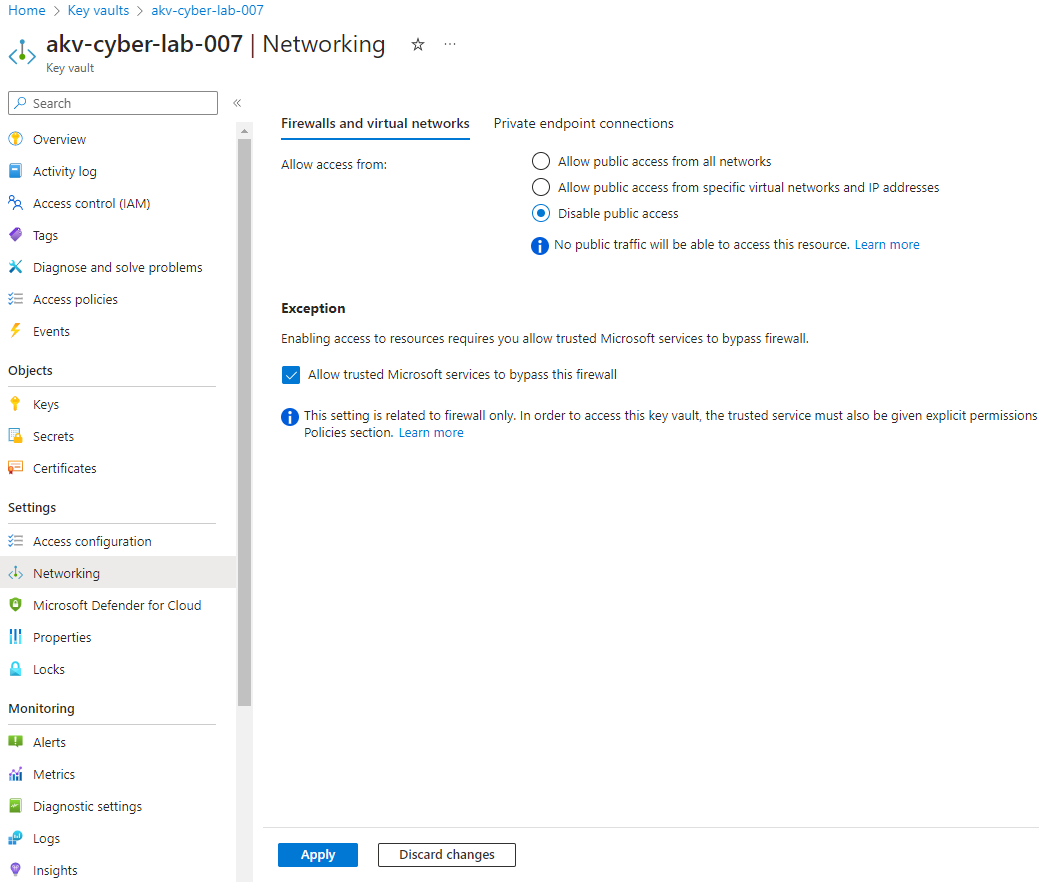 Home > Key vaults > akv-cyber-lab-007
akv-cyber-lab-007 | Networking
Key vault
Search
Overview
Activity log
Access control (IAM)
Tags
Diagnose and solve problems
Access policies
Events
Objects
Keys
Secrets
Certificates
Settings
Access configuration
Networking
Microsoft Defender for Cloud
Properties
Locks
Monitoring
Alerts
Metrics
Diagnostic settings
Logs
Insights
Firewalls and virtual networks
Private endpoint connections
Allow access from:
Allow public access from all networks
Allow public access from specific virtual networks and IP addresses
Disable public access
No public traffic will be able to access this resource. Learn more
Exception
Enabling access to resources requires you allow trusted Microsoft services to bypass firewall.
Allow trusted Microsoft services to bypass this firewall
This setting is related to firewall only. In order to access this key vault, the trusted service must also be given explicit permissions
Policies section. Learn more
Apply
Discard changes